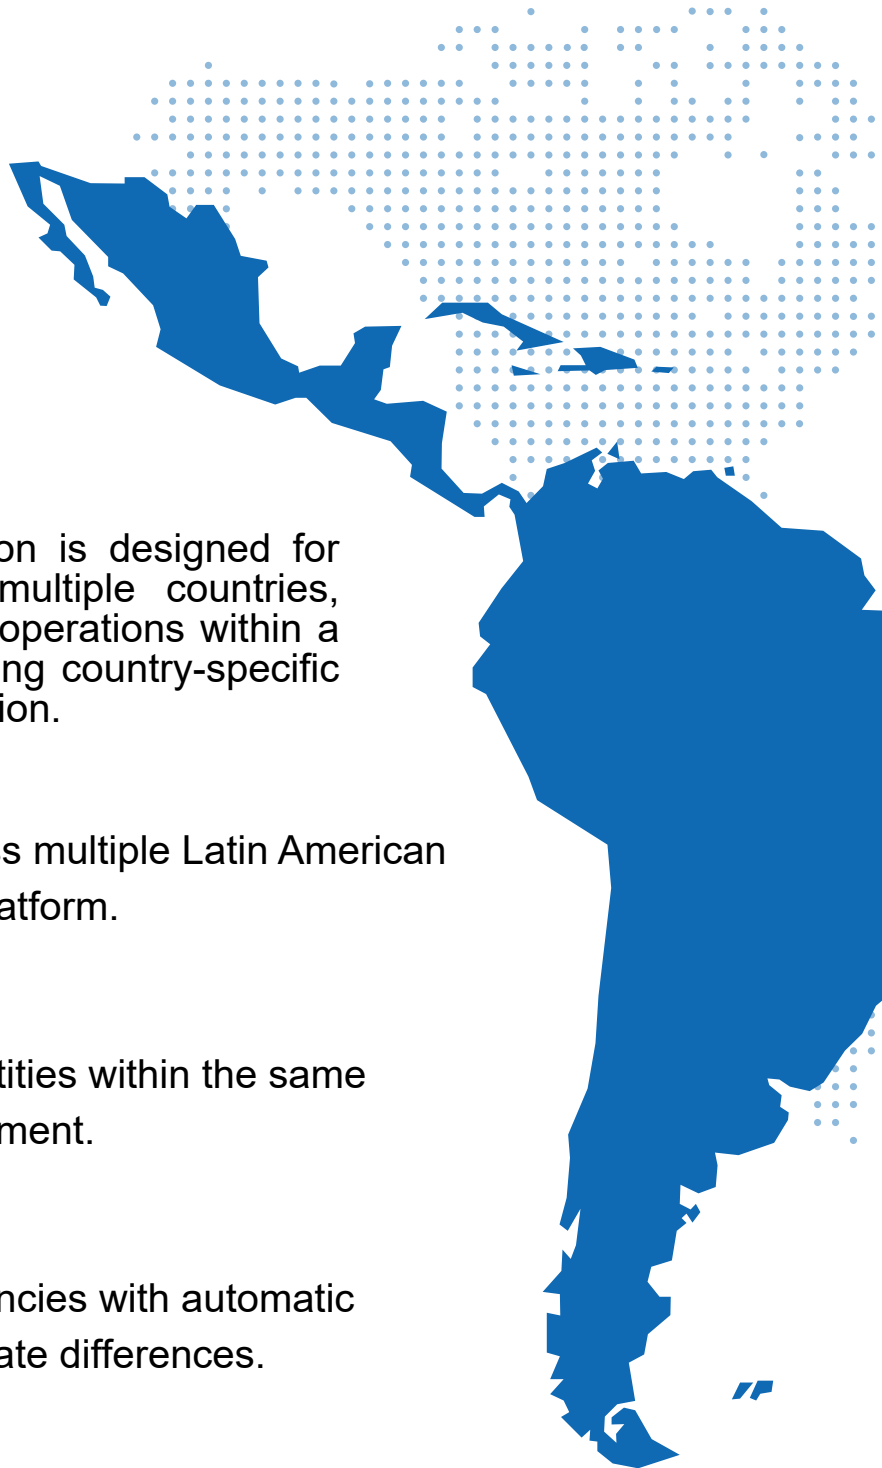 on is designed for
multiple countries,
operations within a
ng country-specific
ion.
s multiple Latin American
atform.
tities within the same
ment.
ncies with automatic
ate differences.